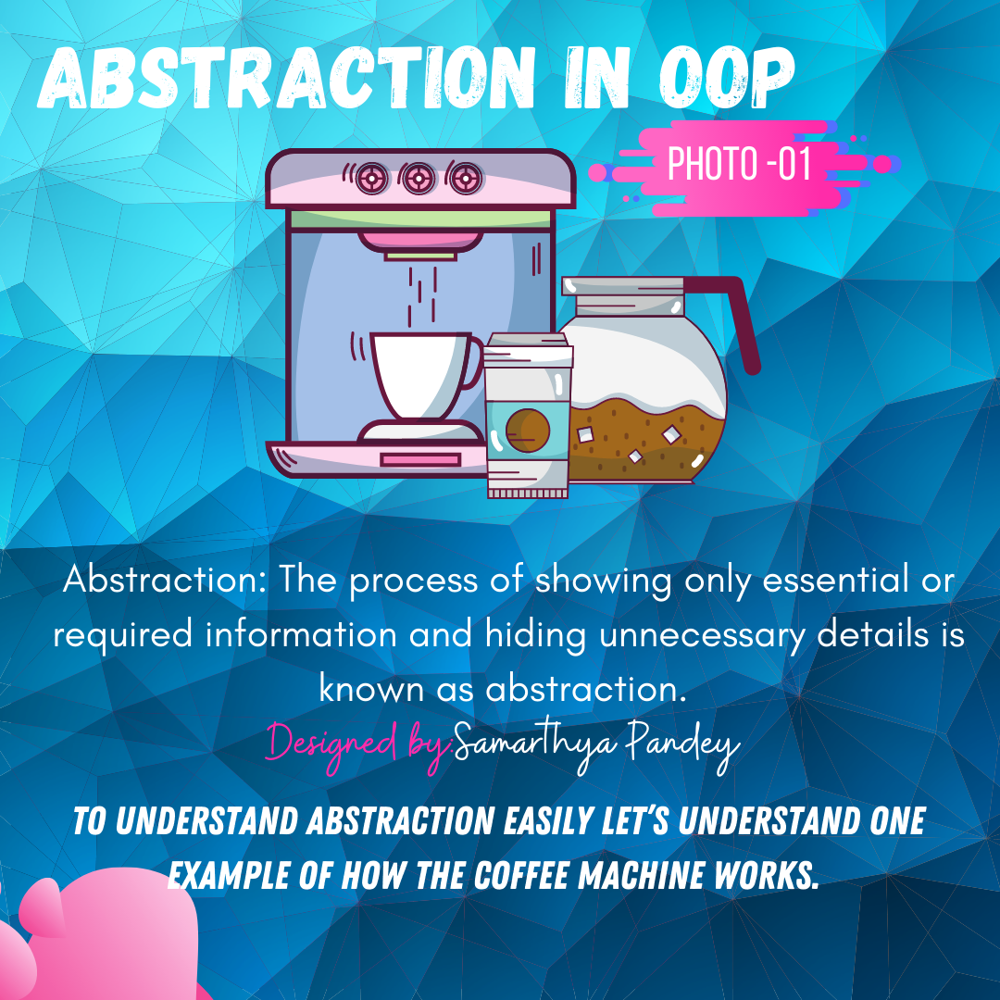 ABSTRACTION IN OOP
PHOTO -01
Abstraction: The process of showing only essential or
required information and hiding unnecessary details is
known as abstraction.
Designed by:Samarthya Pandey
TO UNDERSTAND ABSTRACTION EASILY LET'S UNDERSTAND ONE
EXAMPLE OF HOW THE COFFEE MACHINE WORKS.